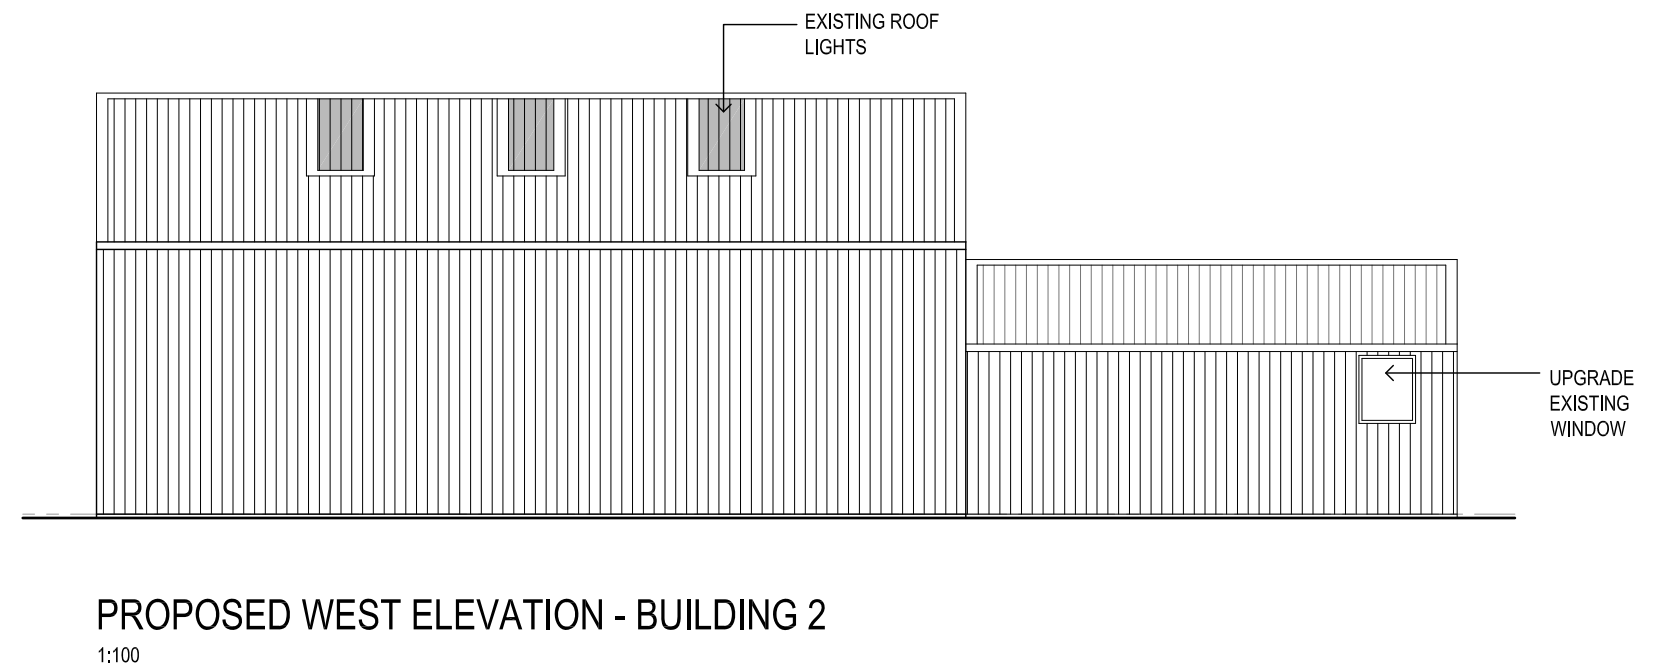 EXISTING ROOF
LIGHTS
UPGRADE
EXISTING
WINDOW
PROPOSED WEST ELEVATION - BUILDING 2
1:100